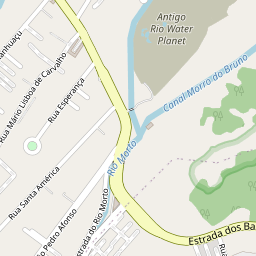 Antigo
Rio Water
Planet
Rua Mário Lisboa de Carvalho
Rua Esperança
Canal Morro do Bruno
Rio Morto
Rua Santa América
Pedro Afonso
Estrada do Rio Morto
Estrada dos Ba
Rua